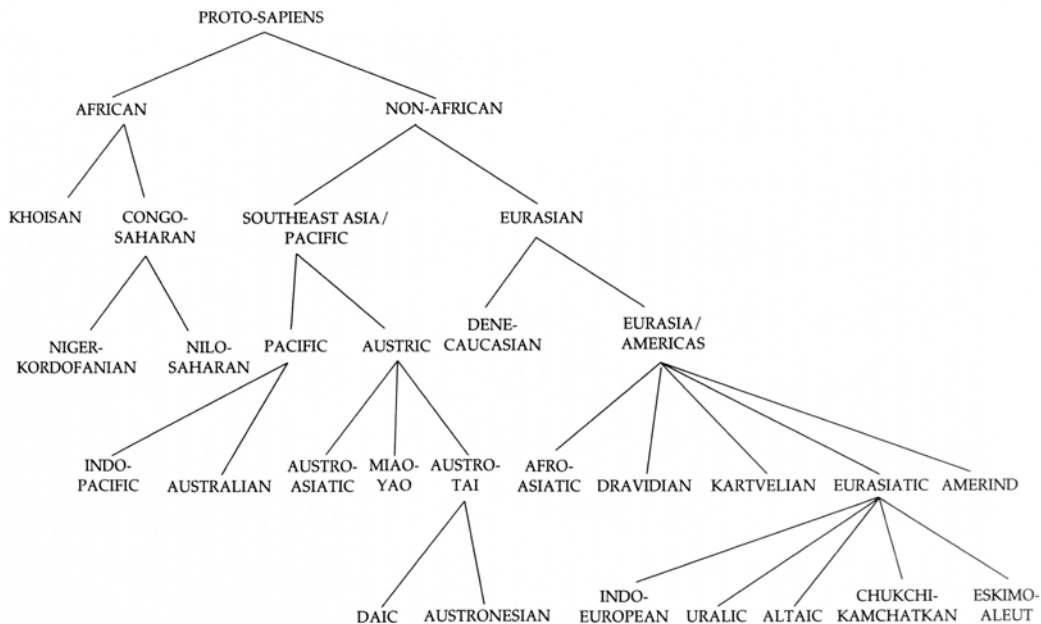 PROTO-SAPIENS
AFRICAN
NON-AFRICAN
KHOISAN
CONGO-
SAHARAN
SOUTHEAST ASIA/
PACIFIC
EURASIAN
NIGER-
KORDOFANIAN
NILO-
SAHARAN
PACIFIC
AUSTRIC
DENE-
CAUCASIAN
EURASIA/
AMERICAS
INDO-
PACIFIC
AUSTRALIAN
AUSTRO-
ASIATIC
MIAO-
YAO
AUSTRO-
TAI
AFRO-
ASIATIC
DRAVIDIAN
KARTVELIAN
EURASIATIC
AMERIND
DAIC
AUSTRONESIAN
INDO-
EUROPEAN
URALIC
ALTAIC
CHUKCHI-
KAMCHATKAN
ESKIMO-
ALEUT